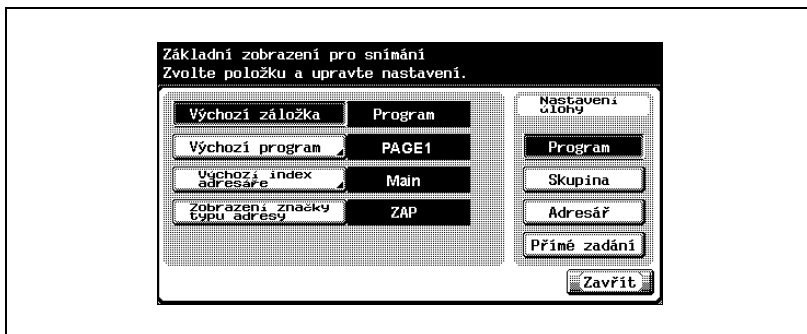 Základní zobrazení pro snímání
Zvolte položku a upravte nastavení.
Nastavení
úlohy
Výchozí záložka Program
Program
Výchozí program PAGE1
Skupina
Výchozí index
adresáře
Main
Adresář
Zobrazení značky
typu adresy
ZAP
Přímé zadání
Zavřít